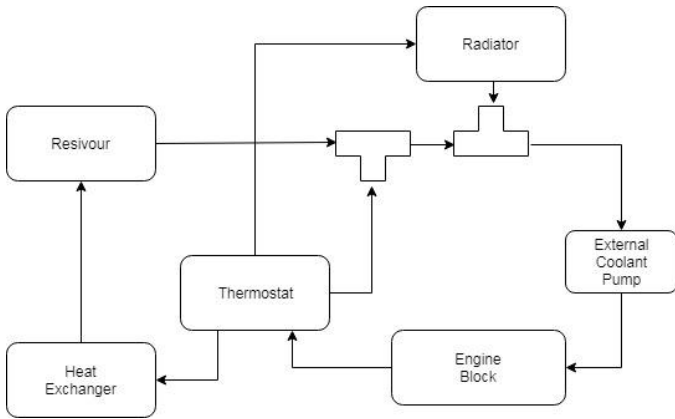 Radiator
Resivour
External
Coolant
Pump
Thermostat
Engine
Block
Heat
Exchanger